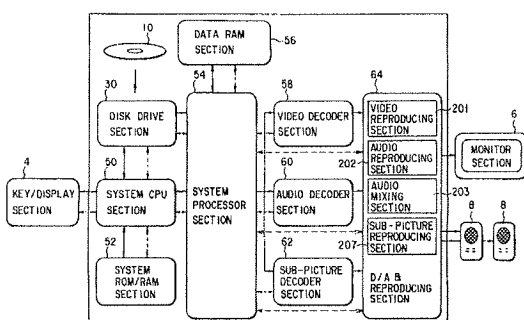 10
DATA RAM
SECTION
56
30
54
58
64
DISK DRIVE
SECTION
VIDEO DECODER
SECTION
VIDEO
REPRODUCING
SECTION
201
6
4
50
202
AUDIO
REPRODUCING
SECTION
MONITOR
SECTION
KEY/DISPLAY
SECTION
SYSTEM CPU
SECTION
SYSTEM
PROCESSOR
SECTION
60
AUDIO DECODER
SECTION
AUDIO
MIXING
SECTION
203
8
8
52
62
207
SUB-PICTURE
REPRODUCING
SECTION
SYSTEM
ROM/RAM
SECTION
SUB-PICTURE
DECODER
SECTION
D/A &
REPRODUCING
SECTION